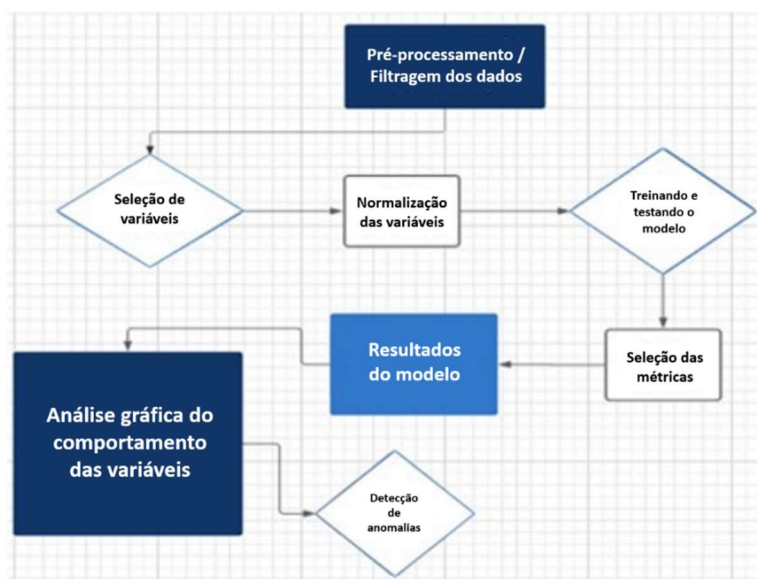 Pré-processamento /
Filtragem dos dados
Seleção de
variáveis
Normalização
das variáveis
Treinando e
testando o
modelo
Seleção das
métricas
Resultados
do modelo
Análise gráfica do
comportamento
das variáveis
Detecção
de
anomalias